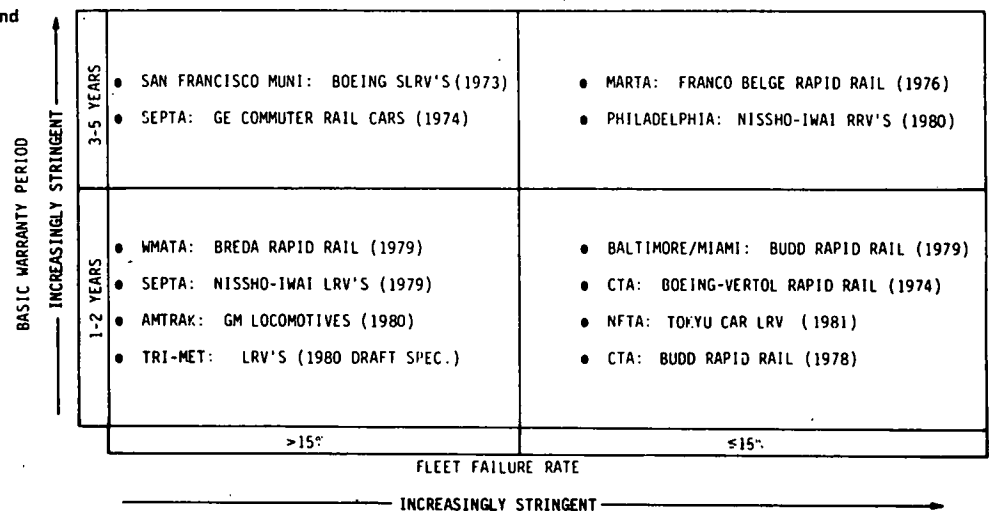 nd
BASIC WARRANTY PERIOD
INCREASINGLY STRINGENT
3-5 YEARS
• SAN FRANCISCO MUNI: BOEING SLRV'S (1973)
• SEPTA: GE COMMUTER RAIL CARS (1974)
• MARTA: FRANCO BELGE RAPID RAIL (1976)
• PHILADELPHIA: NISSHO-IWAI RRV'S (1980)
1-2 YEARS
• WMATA: BREDA RAPID RAIL (1979)
• SEPTA: NISSHO-IWAI LRV'S (1979)
• AMTRAK: GM LOCOMOTIVES (1980)
• TRI-MET: LRV'S (1980 DRAFT SPEC.)
• BALTIMORE/MIAMI: BUDD RAPID RAIL (1979)
• CTA: BOEING-VERTOL RAPID RAIL (1974)
• NFTA: TOKYU CAR LRV (1981)
• CTA: BUDD RAPID RAIL (1978)
>15%
≤15%
FLEET FAILURE RATE
INCREASINGLY STRINGENT